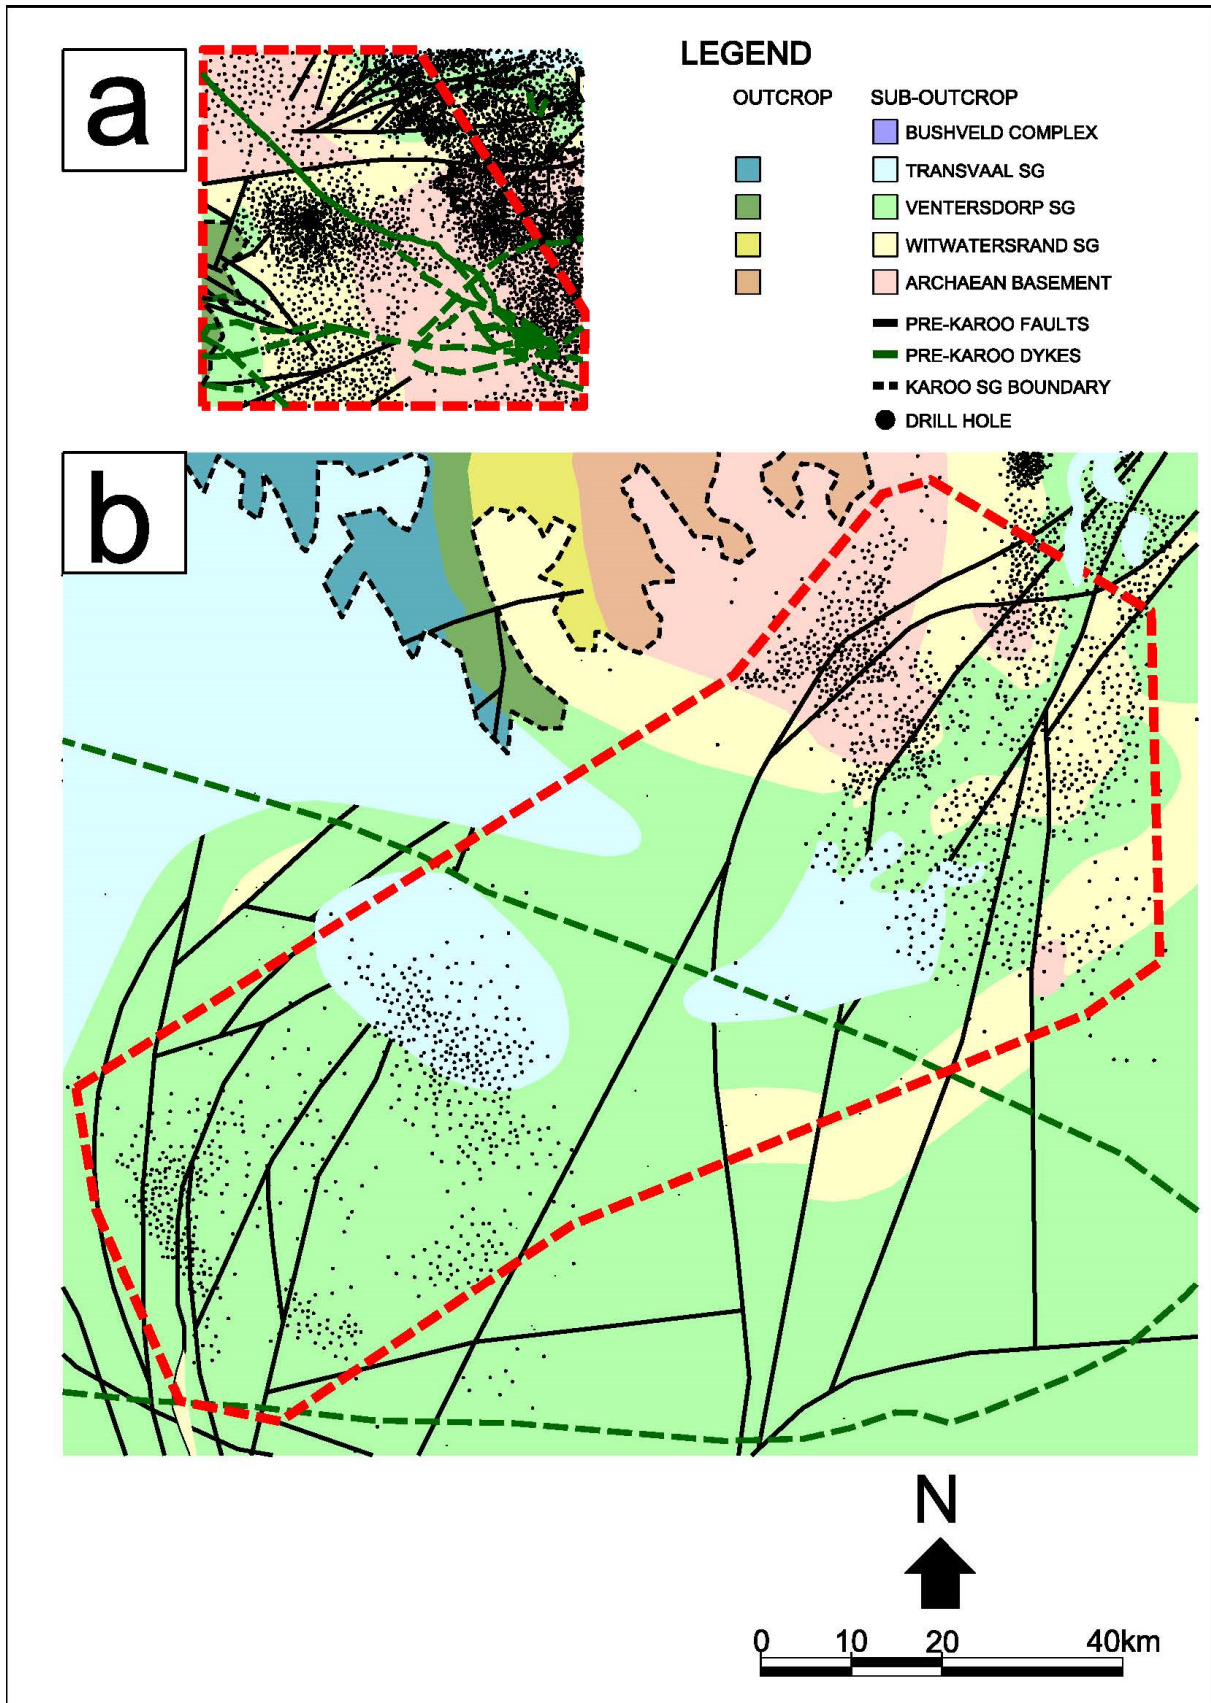 a
LEGEND
OUTCROP SUB-OUTCROP
BUSHVELD COMPLEX
TRANSVAAL SG
VENTERSDORP SG
WITWATERSRAND SG
ARCHAEAN BASEMENT
PRE-KAROO FAULTS
PRE-KAROO DYKES
KAROO SG BOUNDARY
DRILL HOLE
b
N
0 10 20 40km